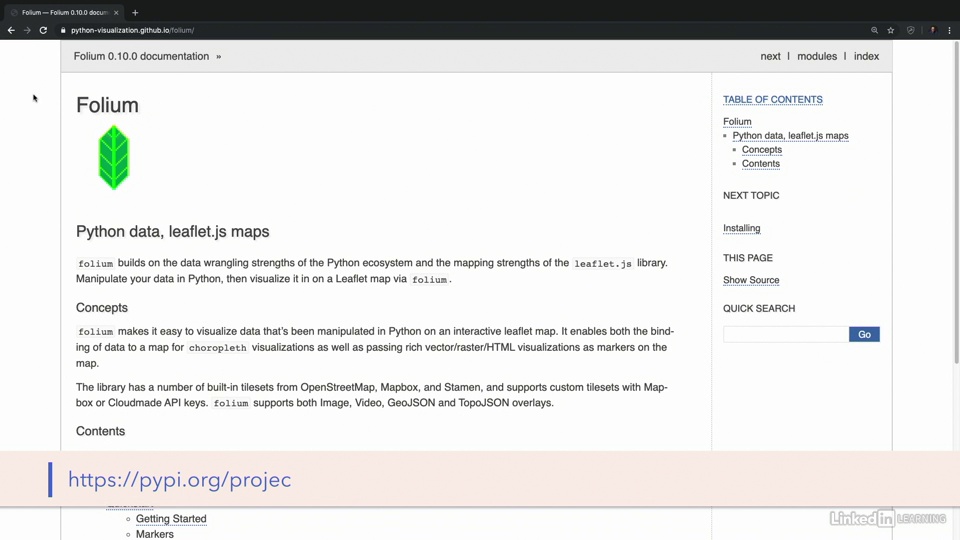 Folium — Folium 0.10.0 docum
python-visualization.github.io/folium/
Folium 0.10.0 documentation »
next | modules | index
Folium
Python data, leaflet.js maps
folium builds on the data wrangling strengths of the Python ecosystem and the mapping strengths of the leaflet.js library.
Manipulate your data in Python, then visualize it in on a Leaflet map via folium.
Concepts
folium makes it easy to visualize data that's been manipulated in Python on an interactive leaflet map. It enables both the bind-
ing of data to a map for choropleth visualizations as well as passing rich vector/raster/HTML visualizations as markers on the
map.
The library has a number of built-in tilesets from OpenStreetMap, Mapbox, and Stamen, and supports custom tilesets with Map-
box or Cloudmade API keys. folium supports both Image, Video, GeoJSON and TopoJSON overlays.
Contents
Getting Started
Markers
TABLE OF CONTENTS
Folium
Python data, leaflet.js maps
Concepts
Contents
NEXT TOPIC
Installing
THIS PAGE
Show Source
QUICK SEARCH
Go
https://pypi.org/projec
Linked in LEARNING